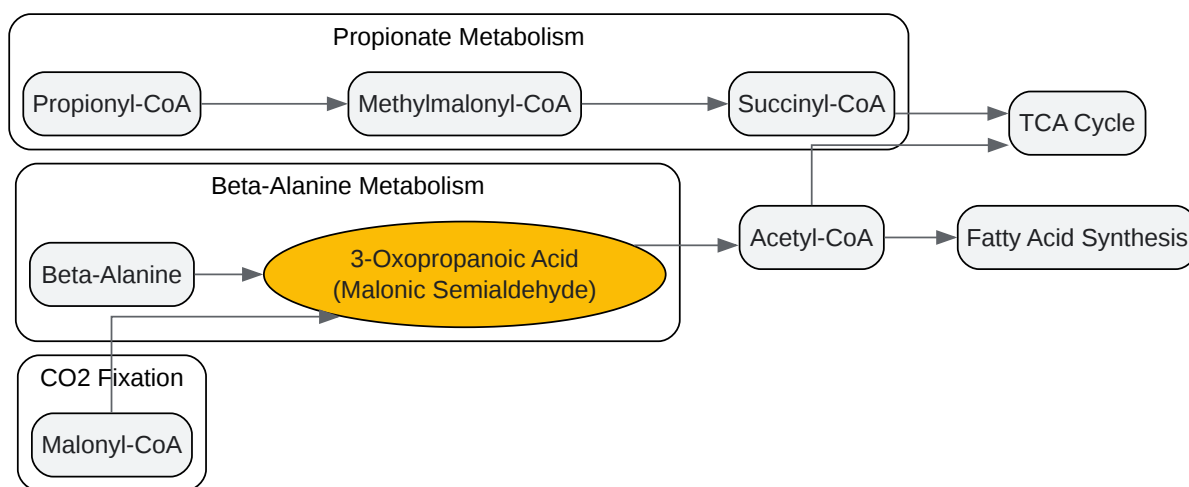 Propionate Metabolism
Propionyl-CoA
Methylmalonyl-CoA
Succinyl-CoA
TCA Cycle
Beta-Alanine Metabolism
Beta-Alanine
3-Oxopropanoic Acid
(Malonic Semialdehyde)
Acetyl-CoA
Fatty Acid Synthesis
CO2 Fixation
Malonyl-CoA